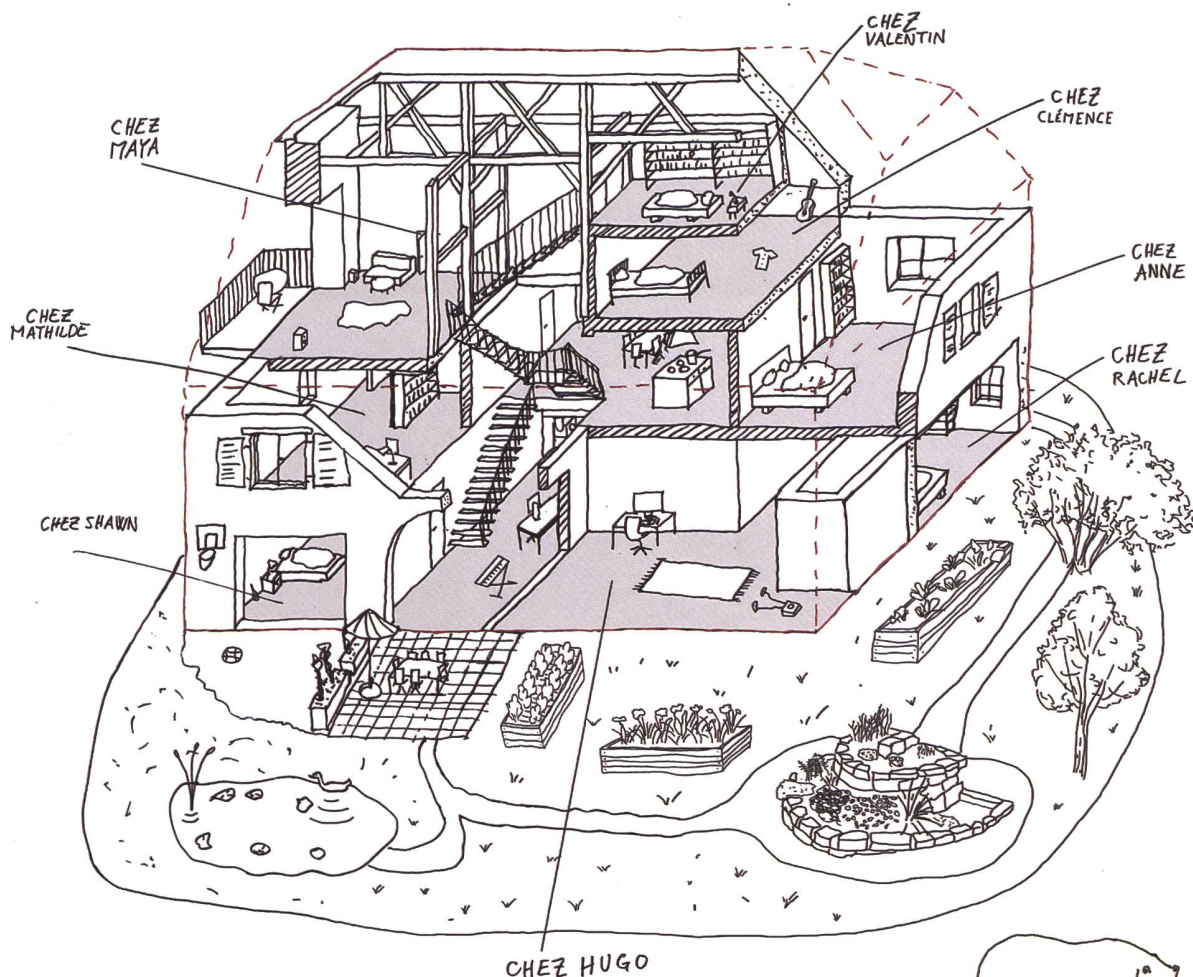 CHEZ
VALENTIN
CHEZ
CLÉMENCE
CHEZ
MAYA
CHEZ
ANNE
CHEZ
MATHILDE
CHEZ
RACHEL
CHEZ SHAWN
CHEZ HUGO